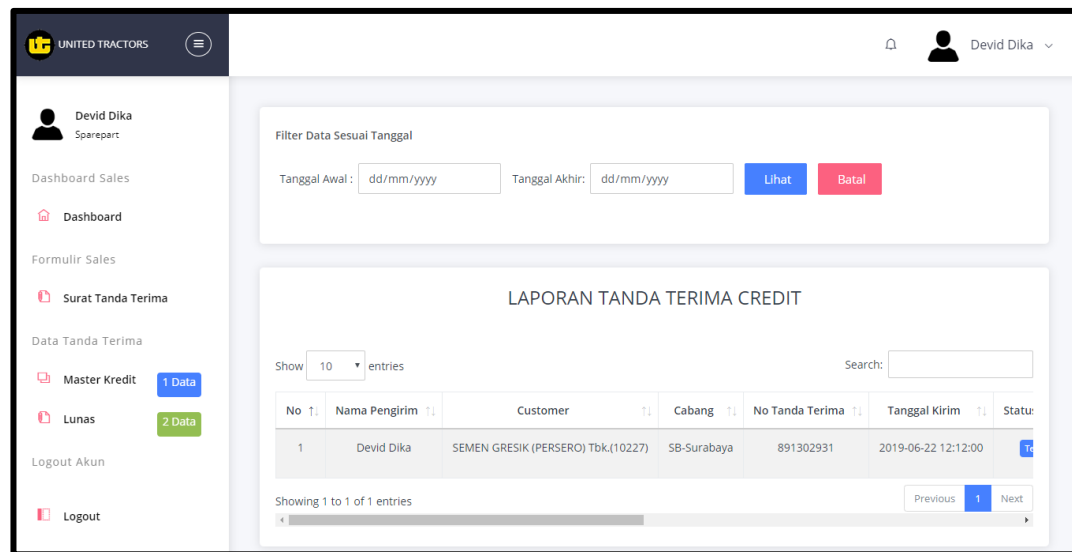 UNITED TRACTORS
Devid Dika
Devid Dika
Sparepart
Dashboard Sales
Dashboard
Formulir Sales
Surat Tanda Terima
Data Tanda Terima
Master Kredit 1 Data
Lunas 2 Data
Logout Akun
Logout
Filter Data Sesuai Tanggal
Tanggal Awal : dd/mm/yyyy Tanggal Akhir: dd/mm/yyyy Lihat Batal
LAPORAN TANDA TERIMA CREDIT
Show 10 entries Search:
No Nama Pengirim Customer Cabang No Tanda Terima Tanggal Kirim Status
1 Devid Dika SEMEN GRESIK (PERSERO) Tbk.(10227) SB-Surabaya 891302931 2019-06-22 12:12:00
Showing 1 to 1 of 1 entries Previous 1 Next